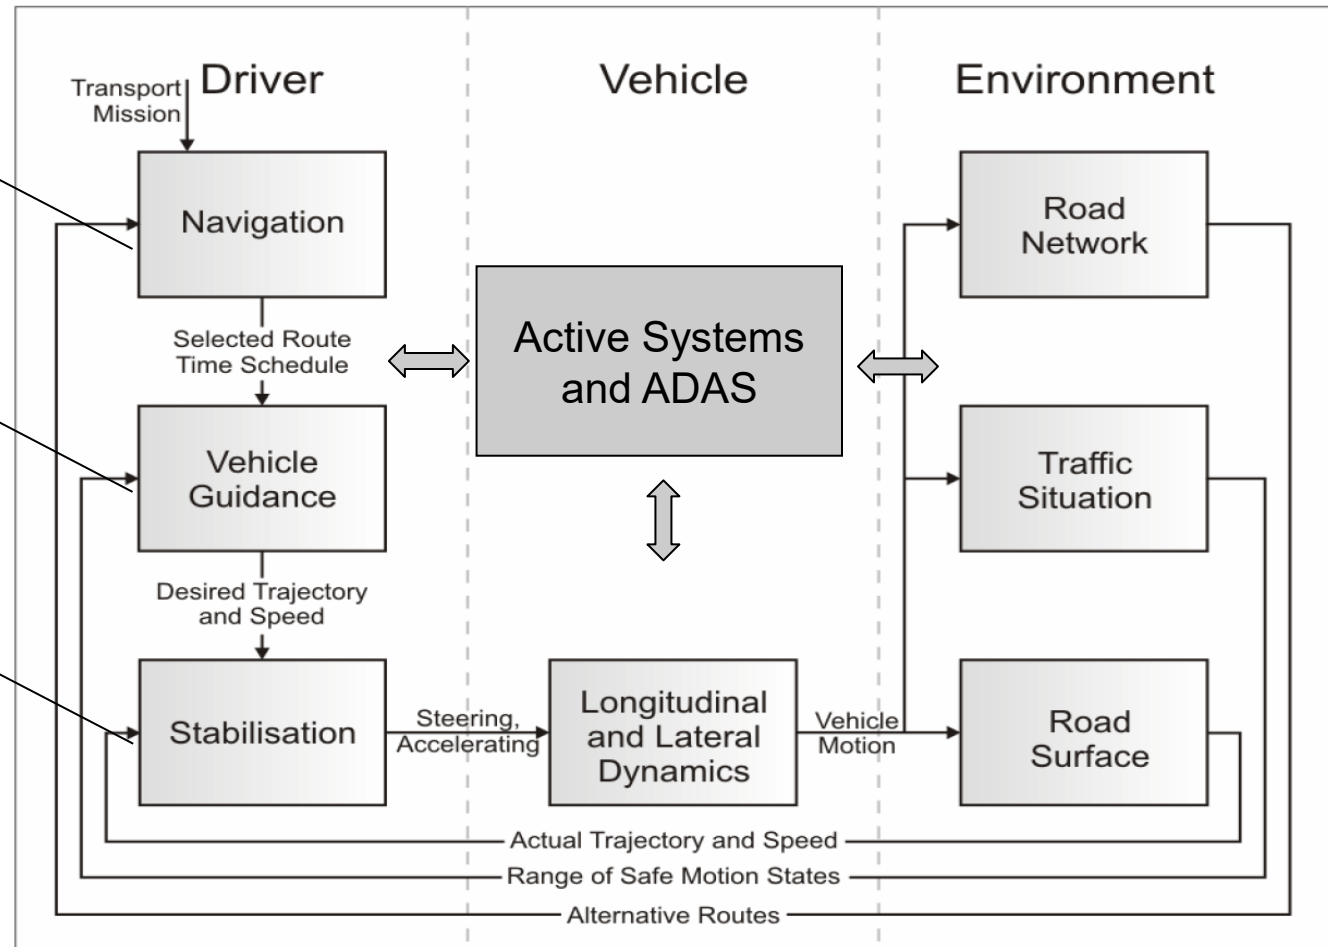 Driver
Vehicle
Environment
Transport
Mission
Navigation
Road
Network
Selected Route
Time Schedule
Active Systems
and ADAS
Vehicle
Guidance
Traffic
Situation
Desired Trajectory
and Speed
Stabilisation
Steering,
Accelerating
Longitudinal
and Lateral
Dynamics
Vehicle
Motion
Road
Surface
Actual Trajectory and Speed
Range of Safe Motion States
Alternative Routes